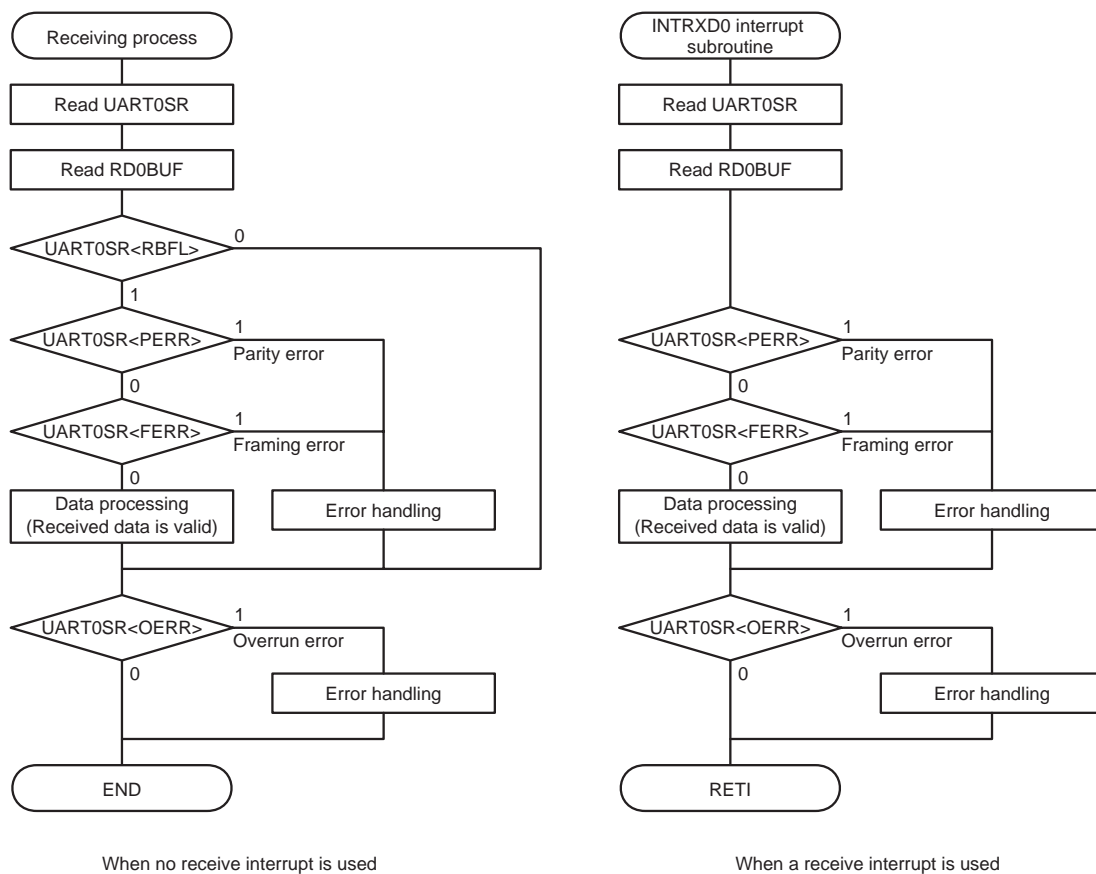 Receiving process
Read UART0SR
Read RD0BUF
UART0SR<RBFL>
0
1
UART0SR<PERR>
1
Parity error
0
UART0SR<FERR>
1
Framing error
0
Data processing
(Received data is valid)
Error handling
UART0SR<OERR>
1
Overrun error
0
Error handling
END
When no receive interrupt is used
INTRXD0 interrupt
subroutine
Read UART0SR
Read RD0BUF
UART0SR<PERR>
1
Parity error
0
UART0SR<FERR>
1
Framing error
0
Data processing
(Received data is valid)
Error handling
UART0SR<OERR>
1
Overrun error
0
Error handling
RETI
When a receive interrupt is used